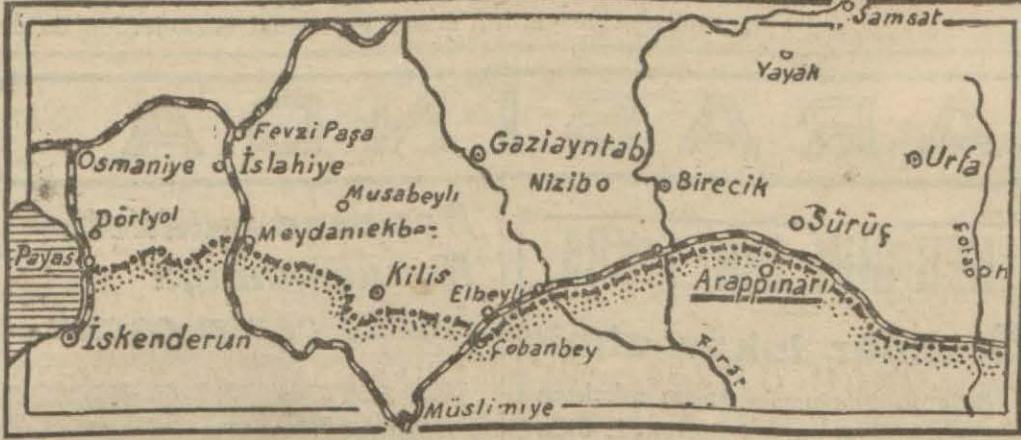 Samsat
Yayak
Fevzi Paşa
Gaziayntab
Urfa
Osmaniye
İslahiye
Nizib
Birecik
Musabeylı
Sürüç
Dörtyol
Meydanıekbe
Payas
Kilis
Elbeyli
Arappınarı
İskenderun
Çobanbey
Fırat
Müslimiye